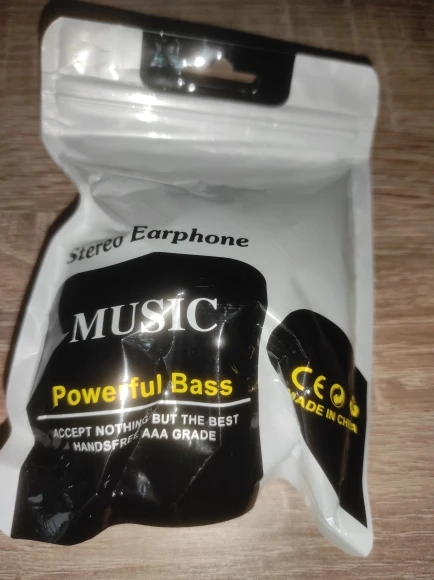 Stereo Earphone
MUSIC
Powerful Bass
ACCEPT NOTHING BUT THE BEST
HANDSFREE AAA GRADE
CE
MADE IN CHINA